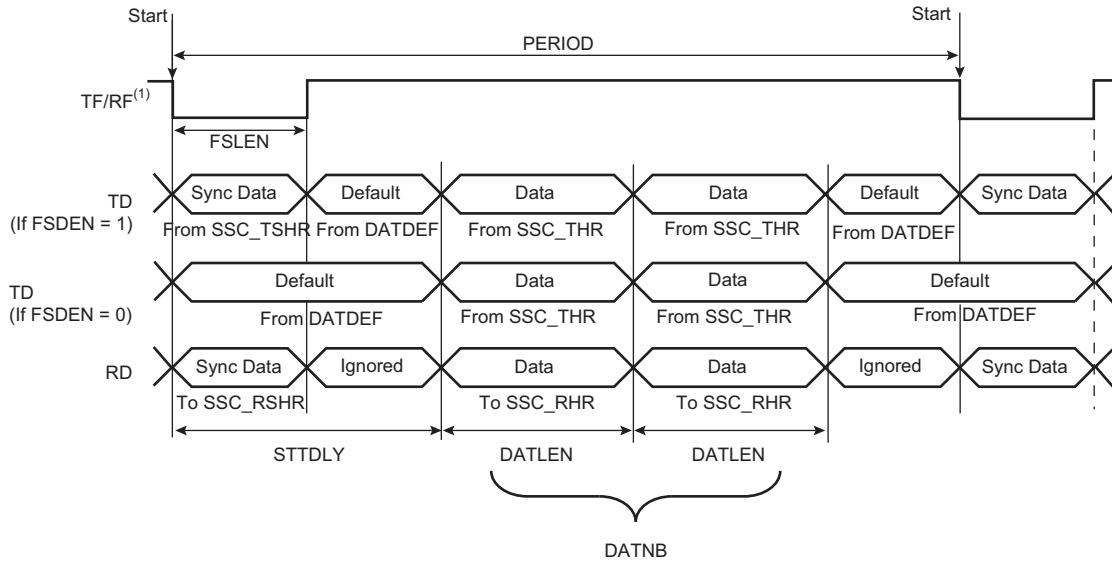 Start
Start
PERIOD
TF/RF(1)
FSLEN
TD
(If FSDEN = 1)
Sync Data
Default
Data
Data
Default
Sync Data
From SSC_TSHR
From DATDEF
From SSC_THR
From SSC_THR
From DATDEF
TD
(If FSDEN = 0)
Default
Data
Data
Default
From DATDEF
From SSC_THR
From SSC_THR
From DATDEF
RD
Sync Data
Ignored
Data
Data
Ignored
Sync Data
To SSC_RSHR
To SSC_RHR
To SSC_RHR
STTDLY
DATLEN
DATLEN
DATNB